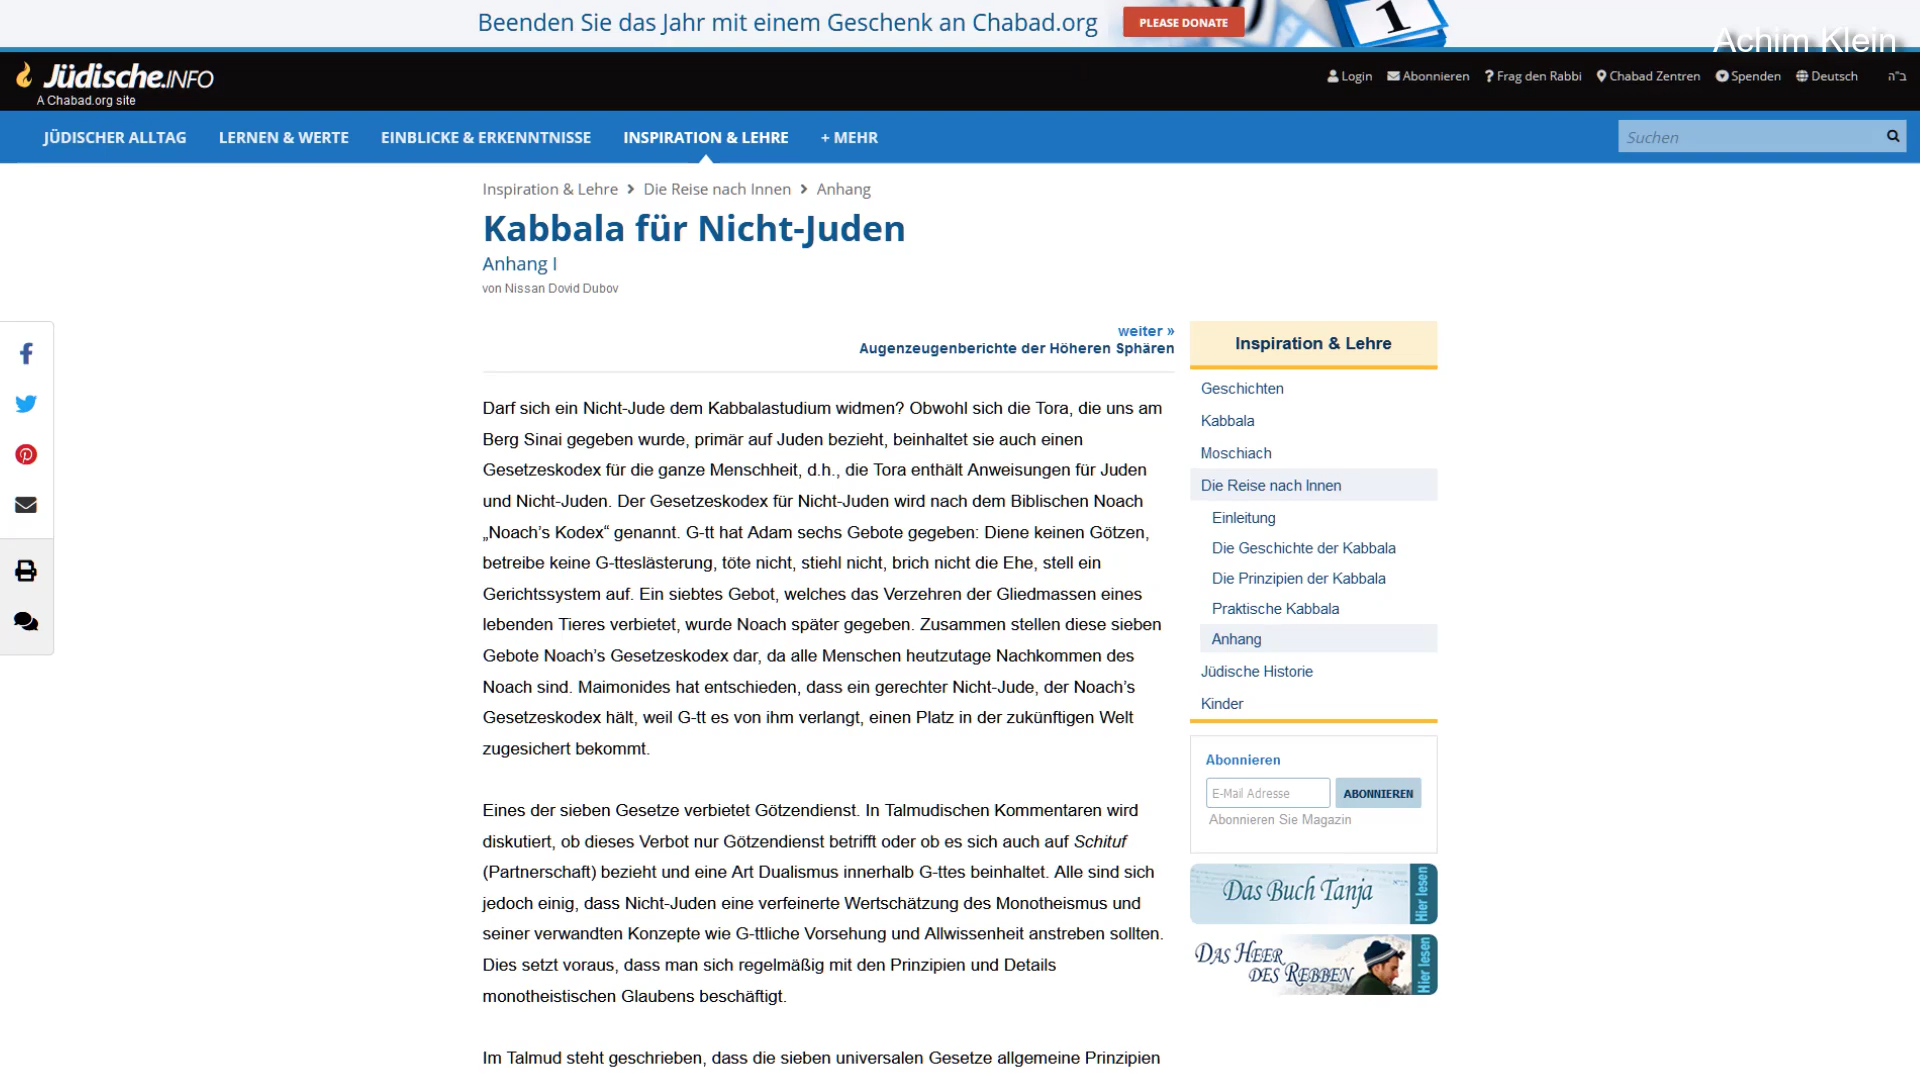 Beenden Sie das Jahr mit einem Geschenk an Chabad.org
PLEASE DONATE
1
Achim Klein
Jüdische.INFO
A Chabad.org site
Login
Abonnieren
? Frag den Rabbi
Chabad Zentren
Spenden
Deutsch
ב"ה
JÜDISCHER ALLTAG
LERNEN & WERTE
EINBLICKE & ERKENNTNISSE
INSPIRATION & LEHRE
+ MEHR
Suchen
Inspiration & Lehre > Die Reise nach Innen > Anhang
Kabbala für Nicht-Juden
Anhang I
von Nissan Dovid Dubov
weiter »
Augenzeugenberichte der Höheren Sphären
Darf sich ein Nicht-Jude dem Kabbalastudium widmen? Obwohl sich die Tora, die uns am
Berg Sinai gegeben wurde, primär auf Juden bezieht, beinhaltet sie auch einen
Gesetzeskodex für die ganze Menschheit, d.h., die Tora enthält Anweisungen für Juden
und Nicht-Juden. Der Gesetzeskodex für Nicht-Juden wird nach dem Biblischen Noach
„Noach’s Kodex“ genannt. G-tt hat Adam sechs Gebote gegeben: Diene keinen Götzen,
betreibe keine G-tteslästerung, töte nicht, stiehl nicht, brich nicht die Ehe, stell ein
Gerichtssystem auf. Ein siebtes Gebot, welches das Verzehren der Gliedmassen eines
lebenden Tieres verbietet, wurde Noach später gegeben. Zusammen stellen diese sieben
Gebote Noach’s Gesetzeskodex dar, da alle Menschen heutzutage Nachkommen des
Noach sind. Maimonides hat entschieden, dass ein gerechter Nicht-Jude, der Noach’s
Gesetzeskodex hält, weil G-tt es von ihm verlangt, einen Platz in der zukünftigen Welt
zugesichert bekommt.
Eines der sieben Gesetze verbietet Götzendienst. In Talmudischen Kommentaren wird
diskutiert, ob dieses Verbot nur Götzendienst betrifft oder ob es sich auch auf Schituf
(Partnerschaft) bezieht und eine Art Dualismus innerhalb G-ttes beinhaltet. Alle sind sich
jedoch einig, dass Nicht-Juden eine verfeinerte Wertschätzung des Monotheismus und
seiner verwandten Konzepte wie G-ttliche Vorsehung und Allwissenheit anstreben sollten.
Dies setzt voraus, dass man sich regelmäßig mit den Prinzipien und Details
monotheistischen Glaubens beschäftigt.
Im Talmud steht geschrieben, dass die sieben universalen Gesetze allgemeine Prinzipien
Inspiration & Lehre
Geschichten
Kabbala
Moschiach
Die Reise nach Innen
Einleitung
Die Geschichte der Kabbala
Die Prinzipien der Kabbala
Praktische Kabbala
Anhang
Jüdische Historie
Kinder
Abonnieren
E-Mail Adresse
ABONNIEREN
Abonnieren Sie Magazin
Das Buch Tanja
Hier lesen
DAS HEER
DES REBBEN
Hier lesen